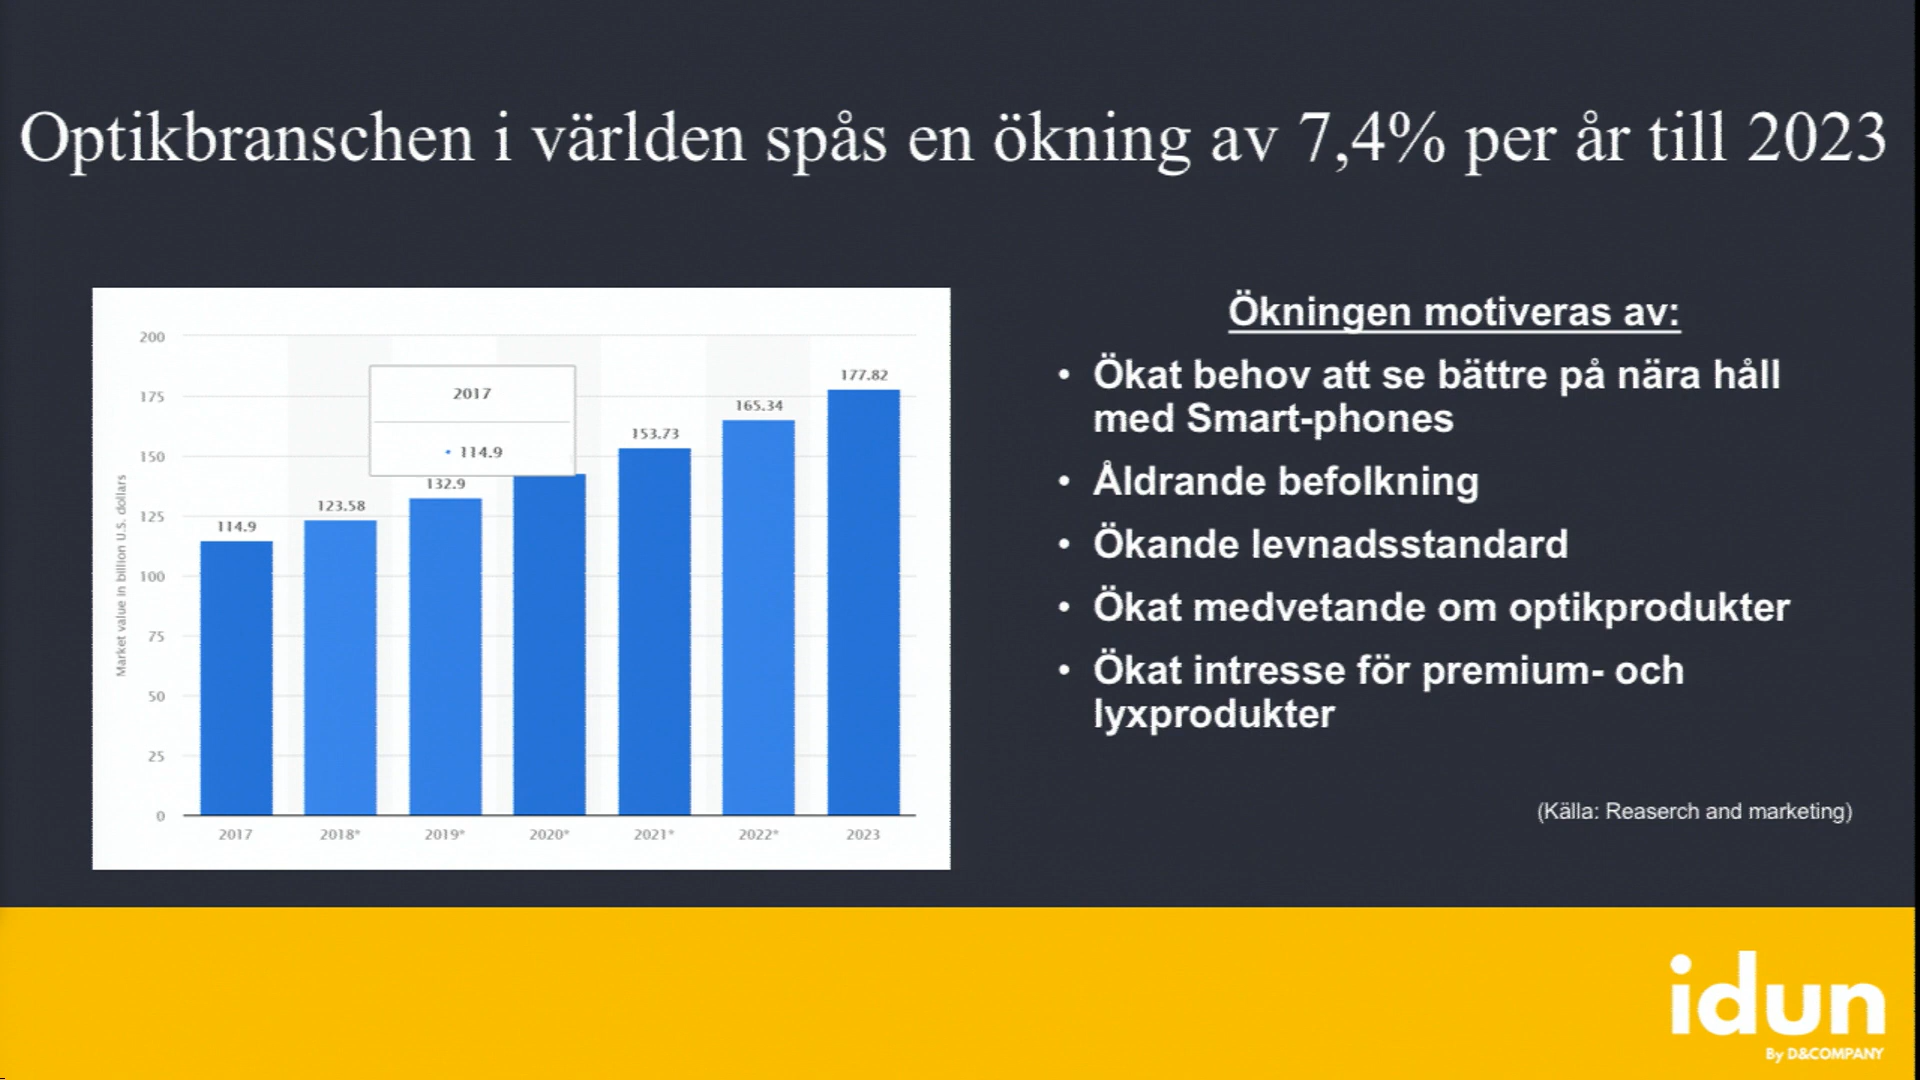 Optikbranschen i världen spås en ökning av 7,4% per år till 2023
200
175
150
125
100
75
50
25
0
Market value in billion U.S. dollars
2017
• 114.9
114.9
123.58
132.9
153.73
165.34
177.82
2017
2018*
2019*
2020*
2021*
2022*
2023
Ökningen motiveras av:
• Ökat behov att se bättre på nära håll
med Smart-phones
• Åldrande befolkning
• Ökande levnadsstandard
• Ökat medvetande om optikprodukter
• Ökat intresse för premium- och
lyxprodukter
(Källa: Reaserch and marketing)
idun
By D&COMPANY